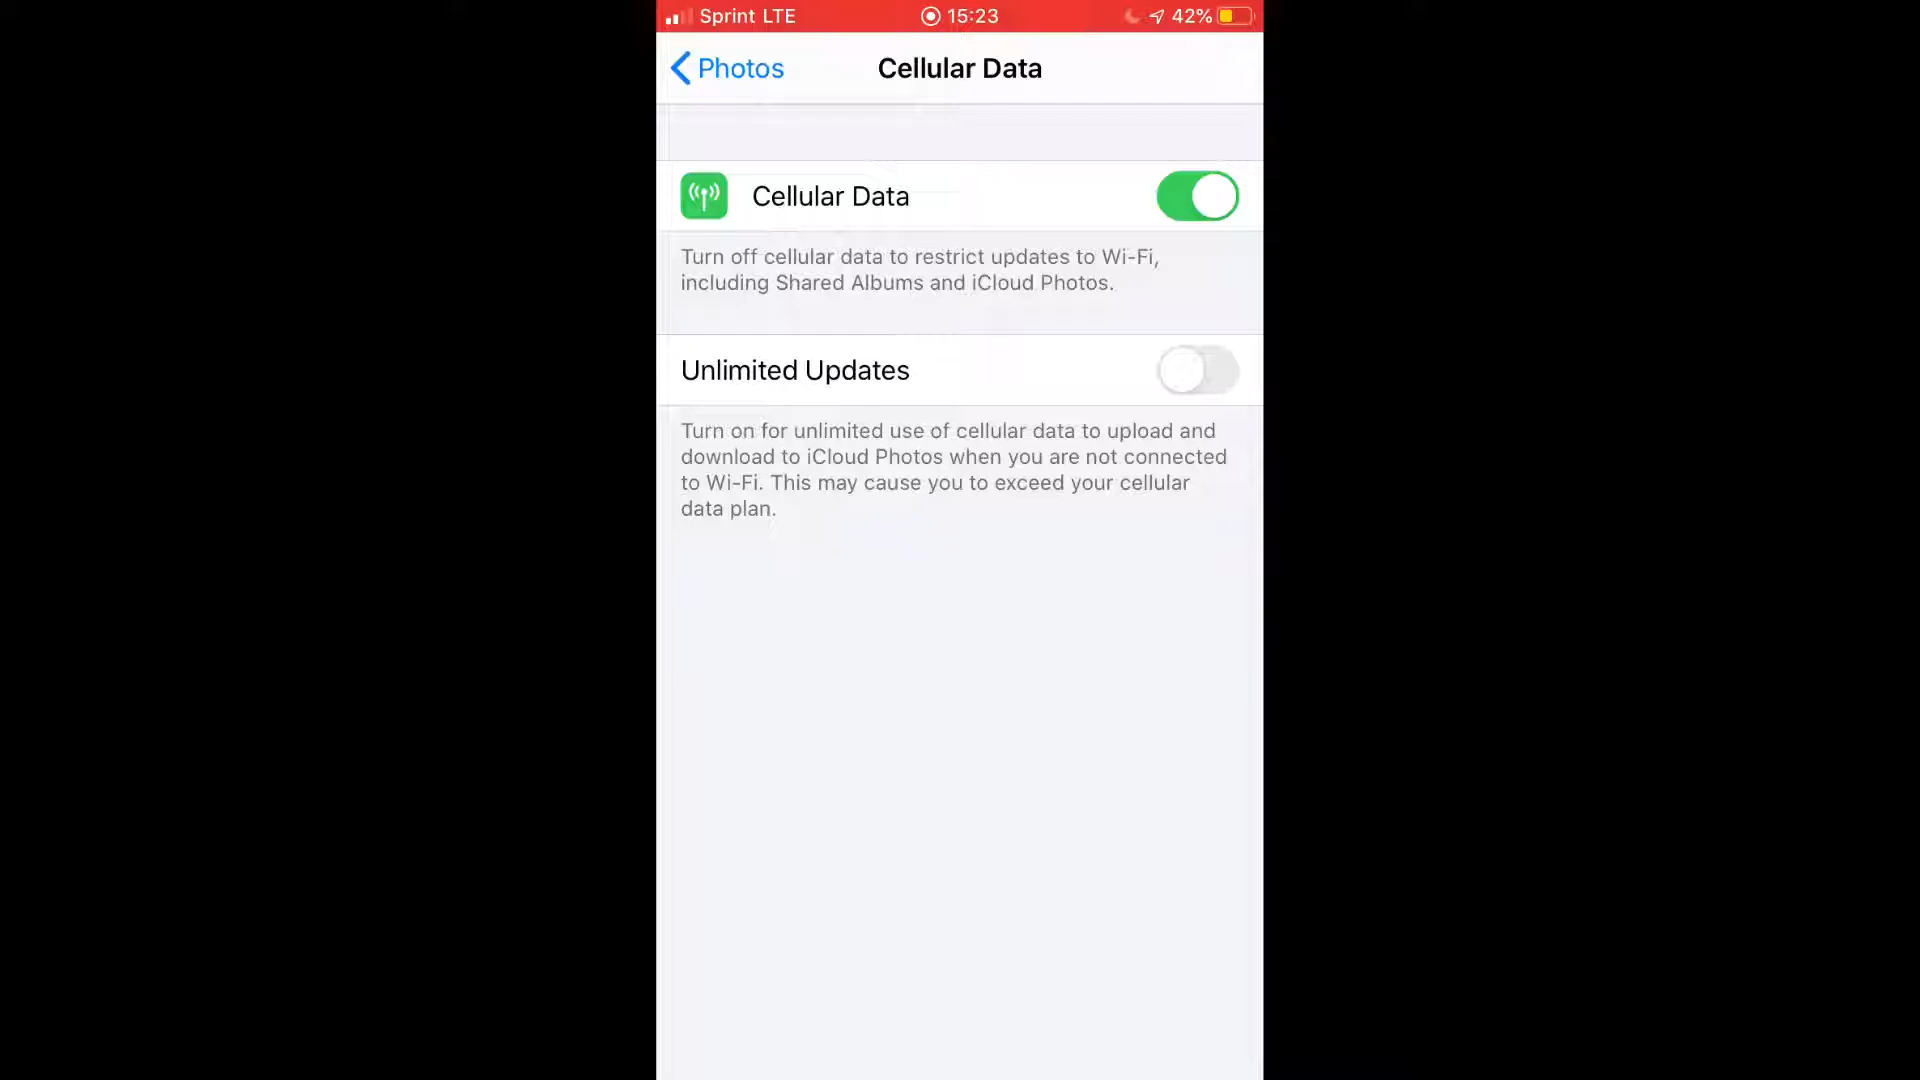 Sprint LTE 15:23 42%
Photos Cellular Data
Cellular Data
Turn off cellular data to restrict updates to Wi-Fi,
including Shared Albums and iCloud Photos.
Unlimited Updates
Turn on for unlimited use of cellular data to upload and
download to iCloud Photos when you are not connected
to Wi-Fi. This may cause you to exceed your cellular
data plan.